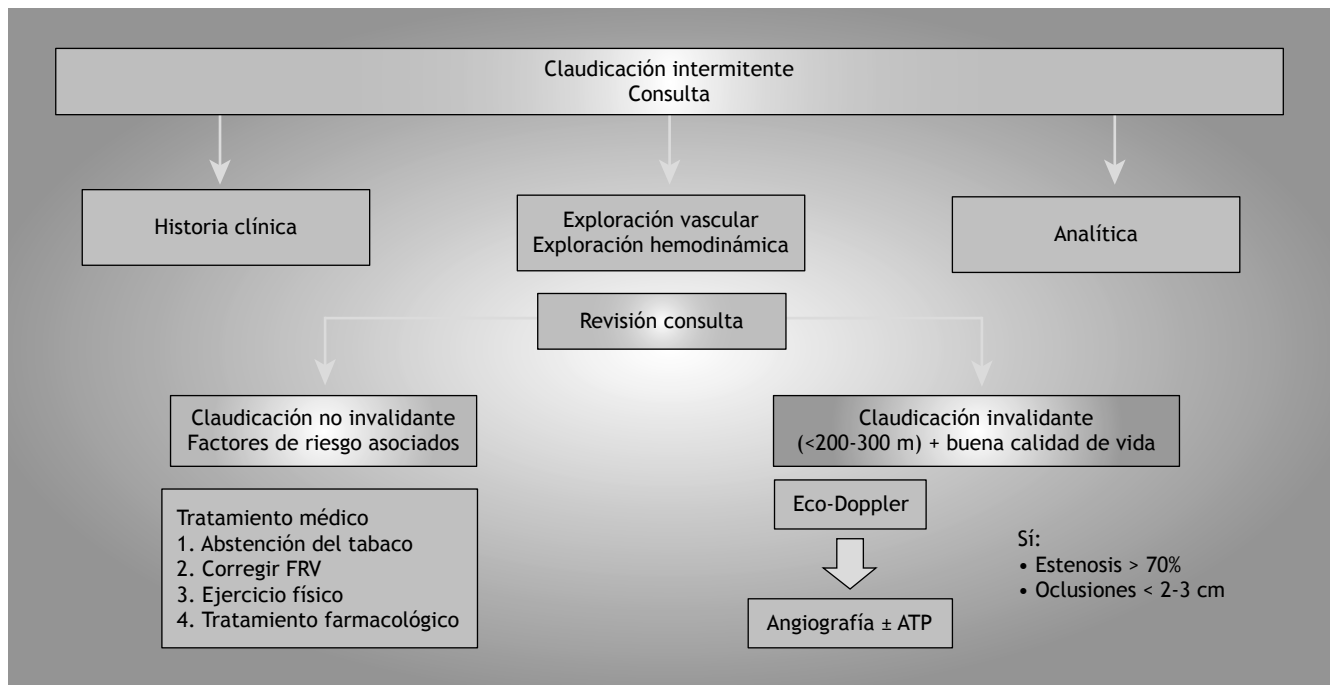 Claudicación intermitente
Consulta
Historia clínica
Exploración vascular
Exploración hemodinámica
Analítica
Revisión consulta
Claudicación no invalidante
Factores de riesgo asociados
Claudicación invalidante
(<200-300 m) + buena calidad de vida
Tratamiento médico
1. Abstención del tabaco
2. Corregir FRV
3. Ejercicio físico
4. Tratamiento farmacológico
Eco-Doppler
Sí:
• Estenosis > 70%
• Oclusiones < 2-3 cm
Angiografía ± ATP